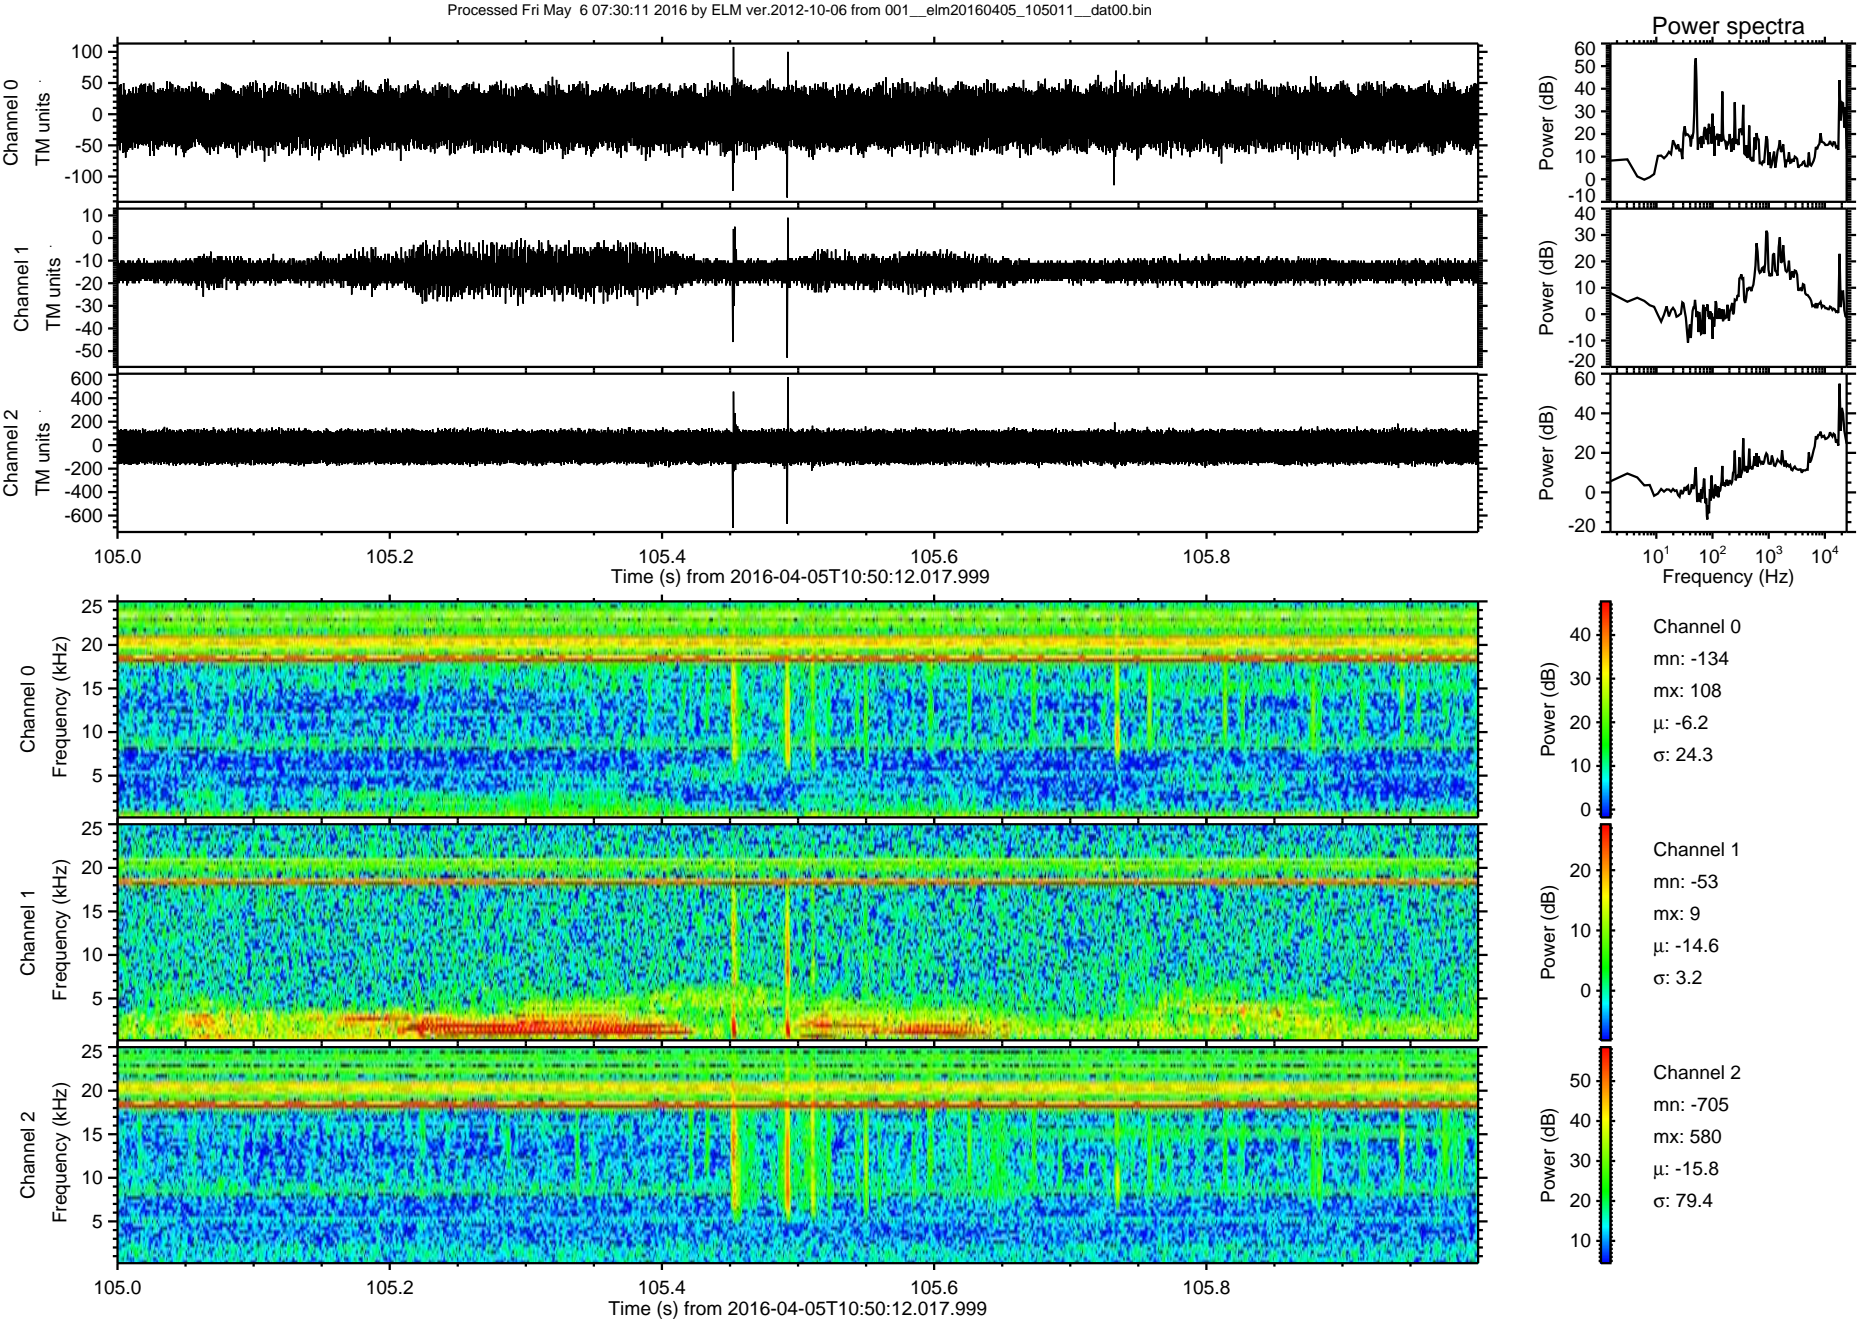 Processed Fri May  6 07:30:11 2016 by ELM ver.2012-10-06 from 001__elm20160405_105011__dat00.bin
Power spectra
Channel 0
TM units
100
50
0
-50
-100
Power (dB)
60
50
40
30
20
10
0
-10
Channel 1
TM units
10
0
-10
-20
-30
-40
-50
Power (dB)
40
30
20
10
0
-10
-20
Channel 2
TM units
600
400
200
0
-200
-400
-600
Power (dB)
60
40
20
0
-20
105.0 105.2 105.4 105.6 105.8
Time (s) from 2016-04-05T10:50:12.017.999
10¹ 10² 10³ 10⁴
Frequency (Hz)
Channel 0
Frequency (kHz)
25
20
15
10
5
Power (dB)
40
30
20
10
0
Channel 0
mn: -134
mx: 108
µ: -6.2
σ: 24.3
Channel 1
Frequency (kHz)
25
20
15
10
5
Power (dB)
20
10
0
Channel 1
mn: -53
mx: 9
µ: -14.6
σ: 3.2
Channel 2
Frequency (kHz)
25
20
15
10
5
Power (dB)
50
40
30
20
10
Channel 2
mn: -705
mx: 580
µ: -15.8
σ: 79.4
105.0 105.2 105.4 105.6 105.8
Time (s) from 2016-04-05T10:50:12.017.999